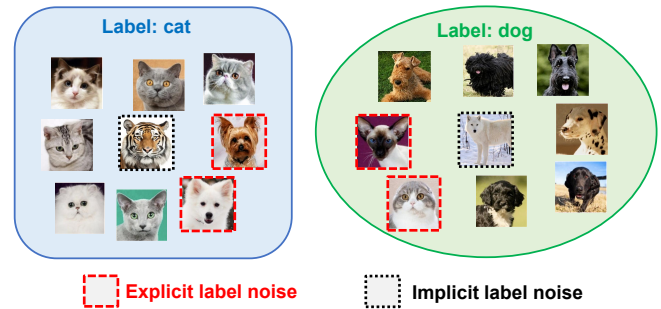 Label: cat
Label: dog
Explicit label noise
Implicit label noise